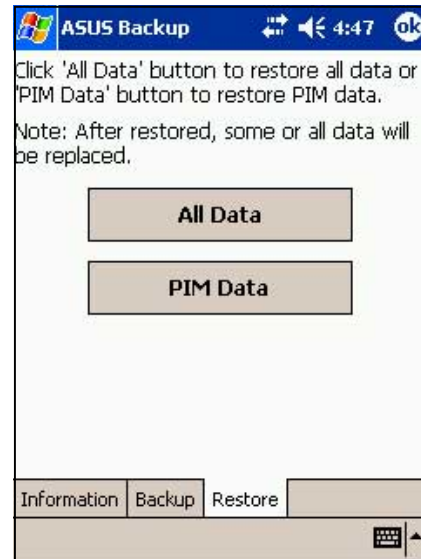 ASUS Backup 4:47 ok
Click 'All Data' button to restore all data or
'PIM Data' button to restore PIM data.
Note: After restored, some or all data will
be replaced.
All Data
PIM Data
Information Backup Restore